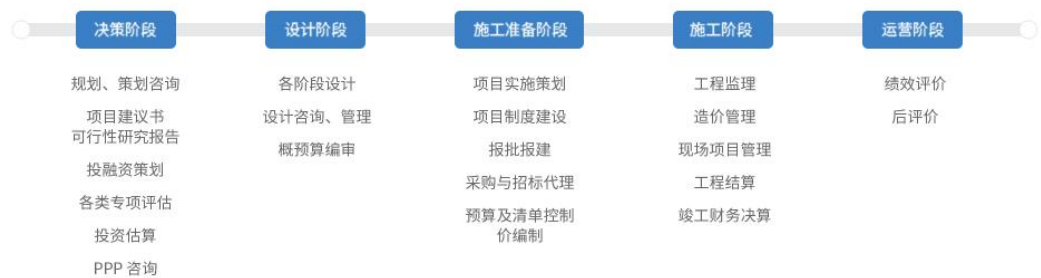 决策阶段
规划、策划咨询
项目建议书
可行性研究报告
投融资策划
各类专项评估
投资估算
PPP 咨询
设计阶段
各阶段设计
设计咨询、管理
概预算编审
施工准备阶段
项目实施策划
项目制度建设
报批报建
采购与招标代理
预算及清单控制
价编制
施工阶段
工程监理
造价管理
现场项目管理
工程结算
竣工财务决算
运营阶段
绩效评价
后评价